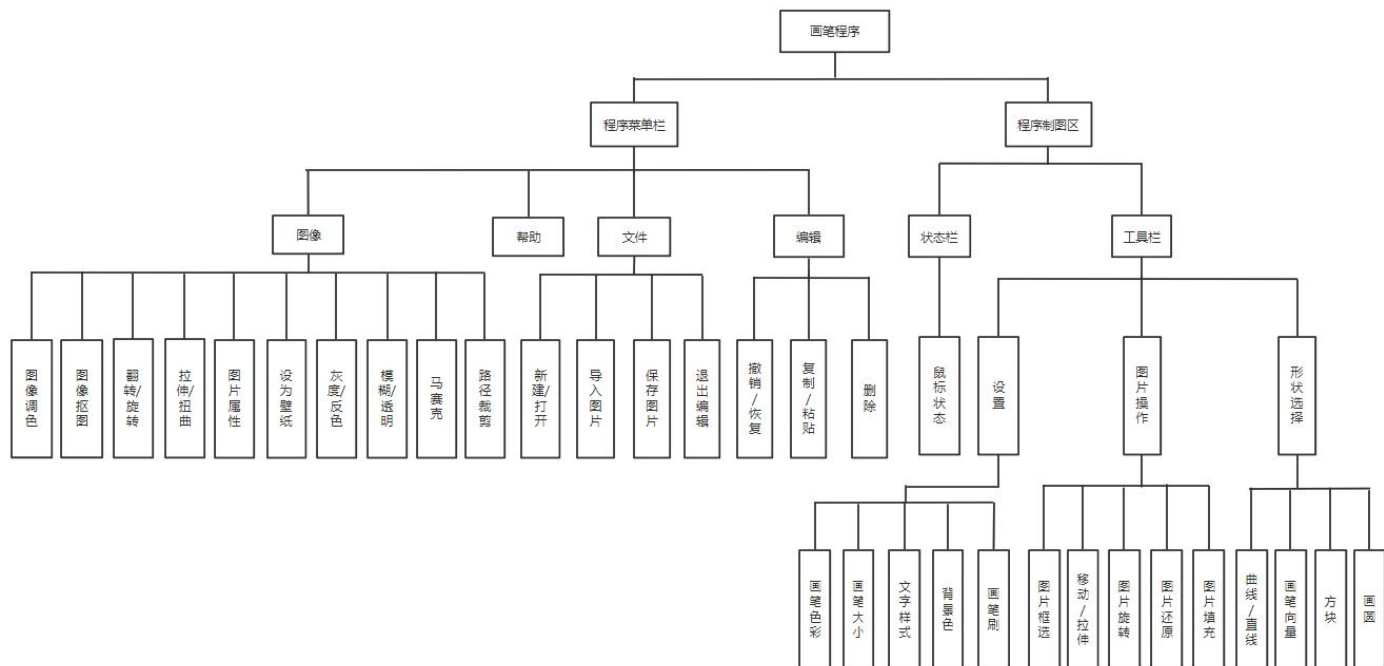 画笔程序
程序菜单栏
程序制图区
图像
帮助
文件
编辑
状态栏
工具栏
图像调色
图像抠图
翻转/旋转
拉伸/扭曲
图片属性
设为壁纸
灰度/反色
模糊/透明
马赛克
路径裁剪
新建/打开
导入图片
保存图片
退出编辑
撤销/恢复
复制/粘贴
删除
鼠标状态
设置
图片操作
形状选择
画笔色彩
画笔大小
文字样式
背景色
画笔刷
图片框选
移动/拉伸
图片旋转
图片还原
图片填充
曲线/直线
画笔向量
方块
画圆